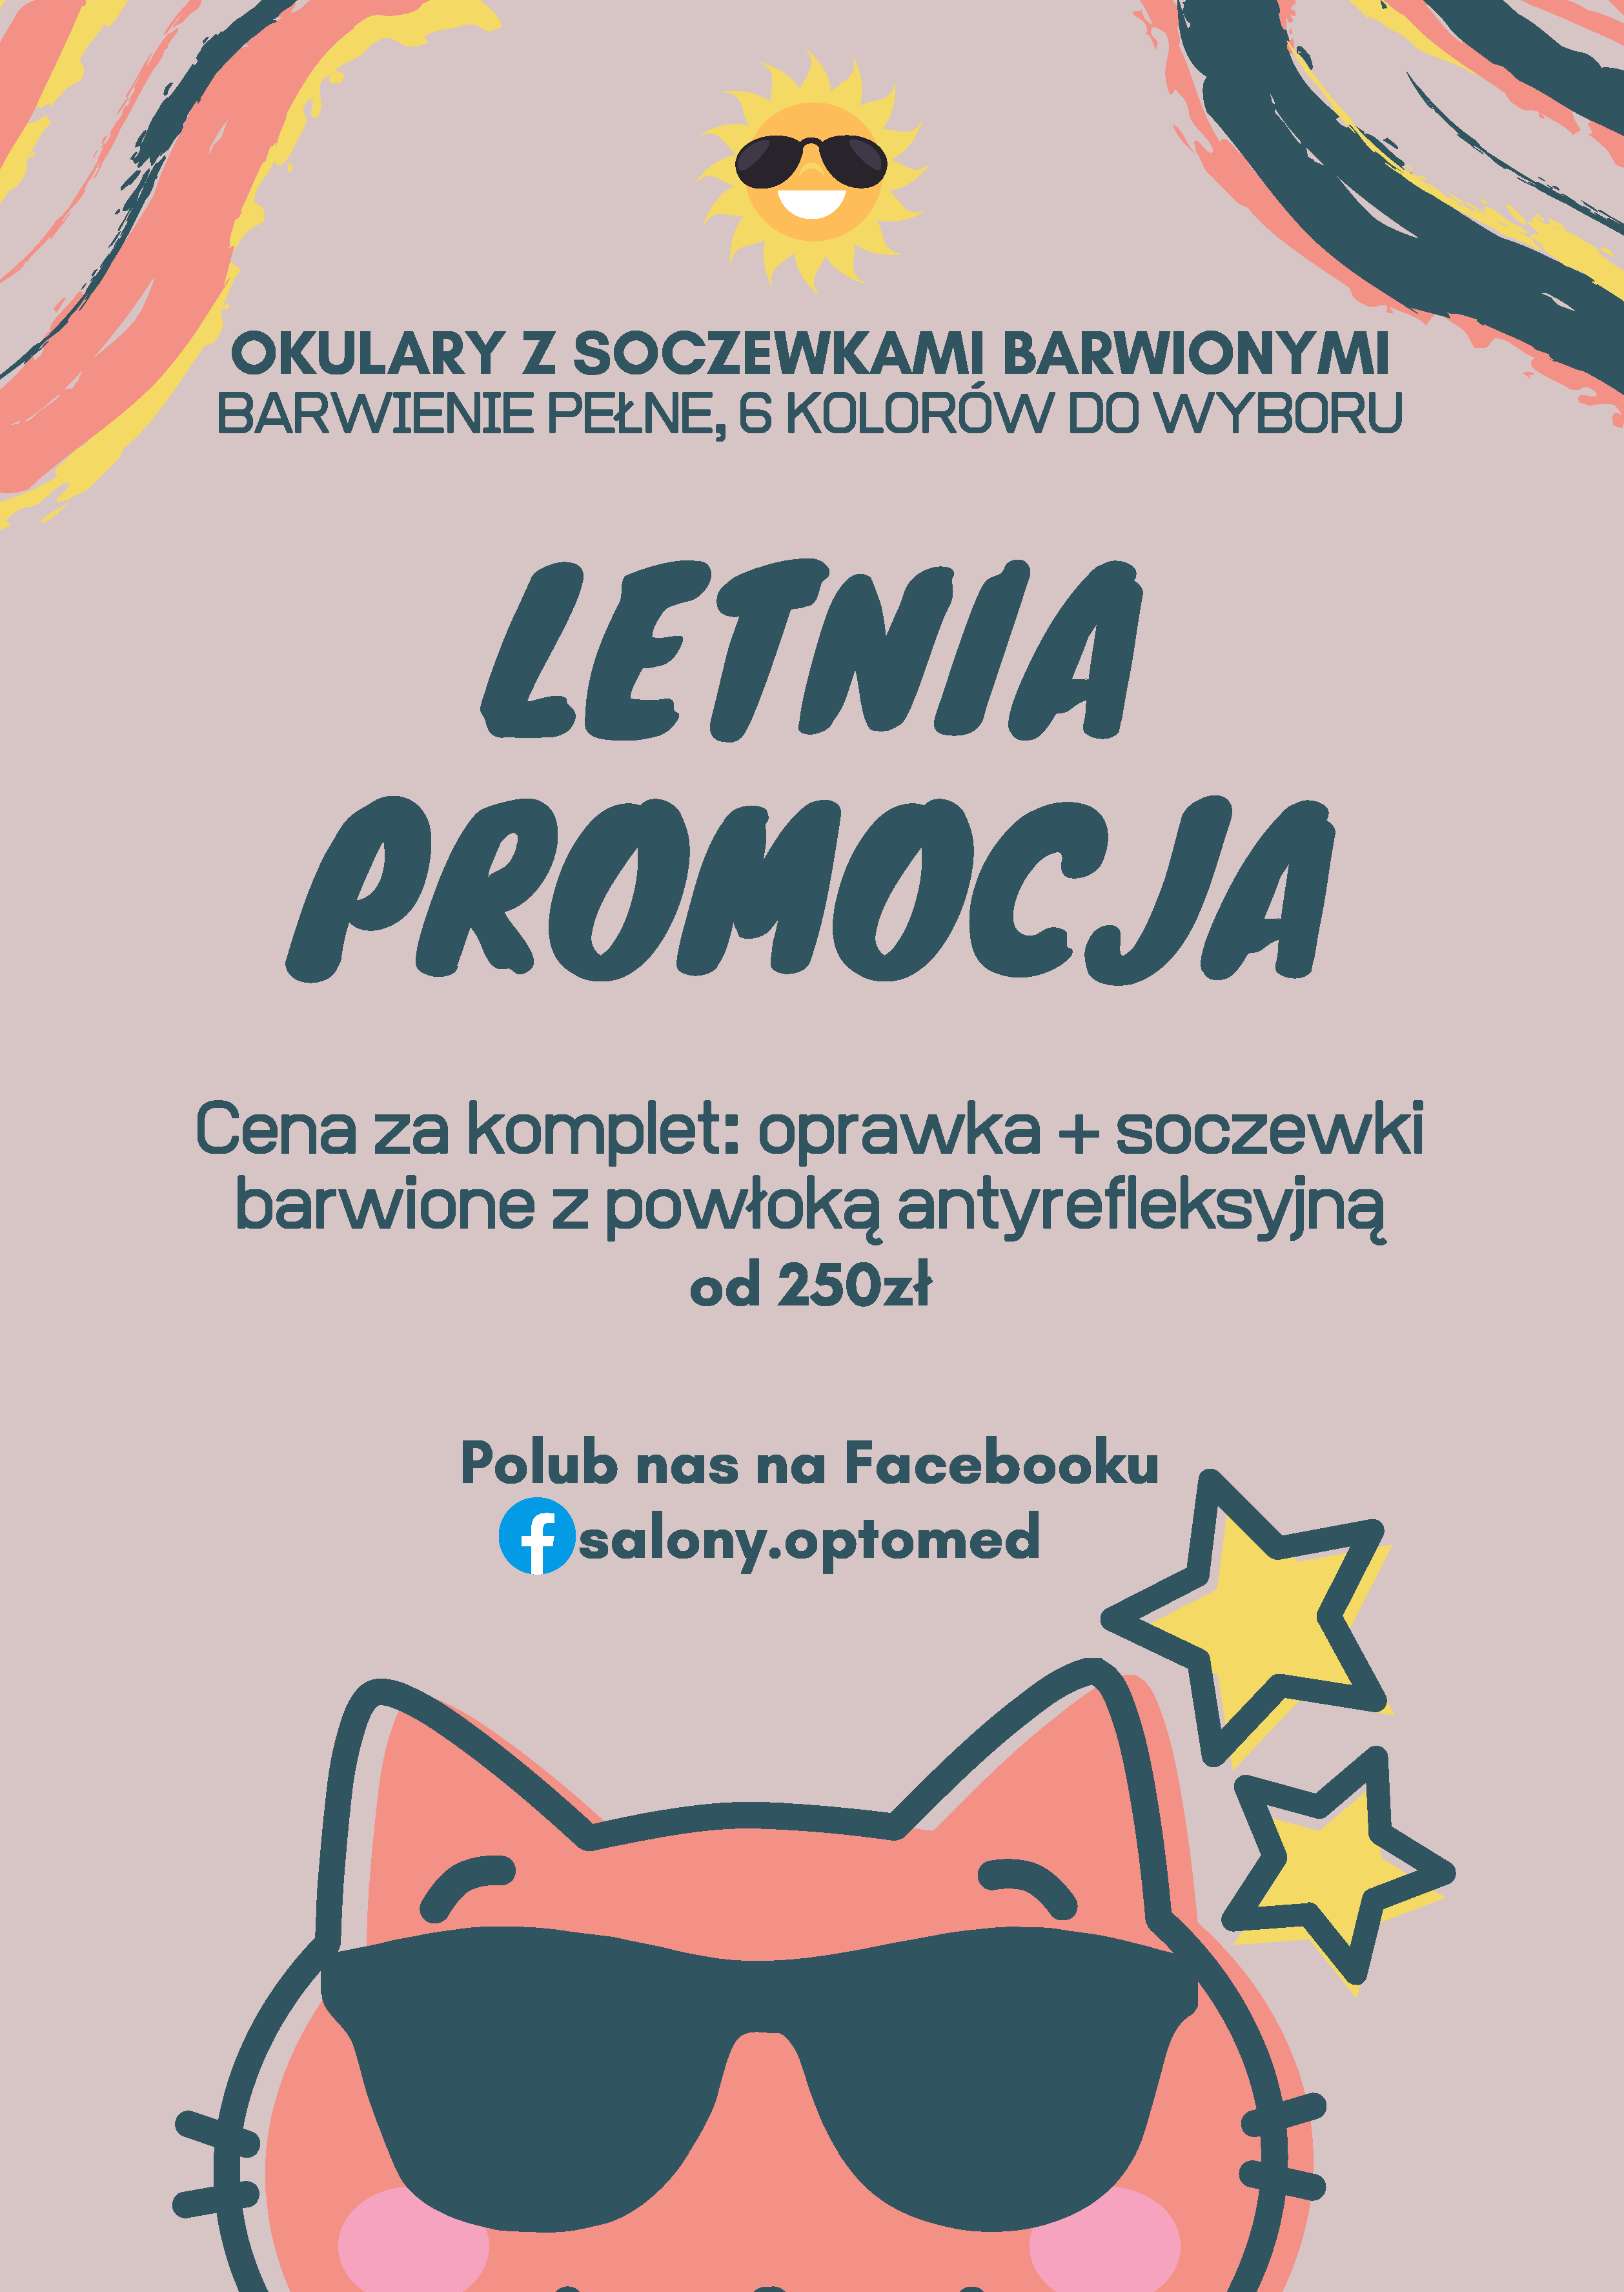 OKULARY Z SOCZEWKAMI BARWIONYMI
BARWIENIE PEŁNE, 6 KOLORÓW DO WYBORU
LETNIA
PROMOCJA
Cena za komplet: oprawka + soczewki
barwione z powłoką antyrefleksyjną
od 250zł
Polub nas na Facebooku
salony.optomed